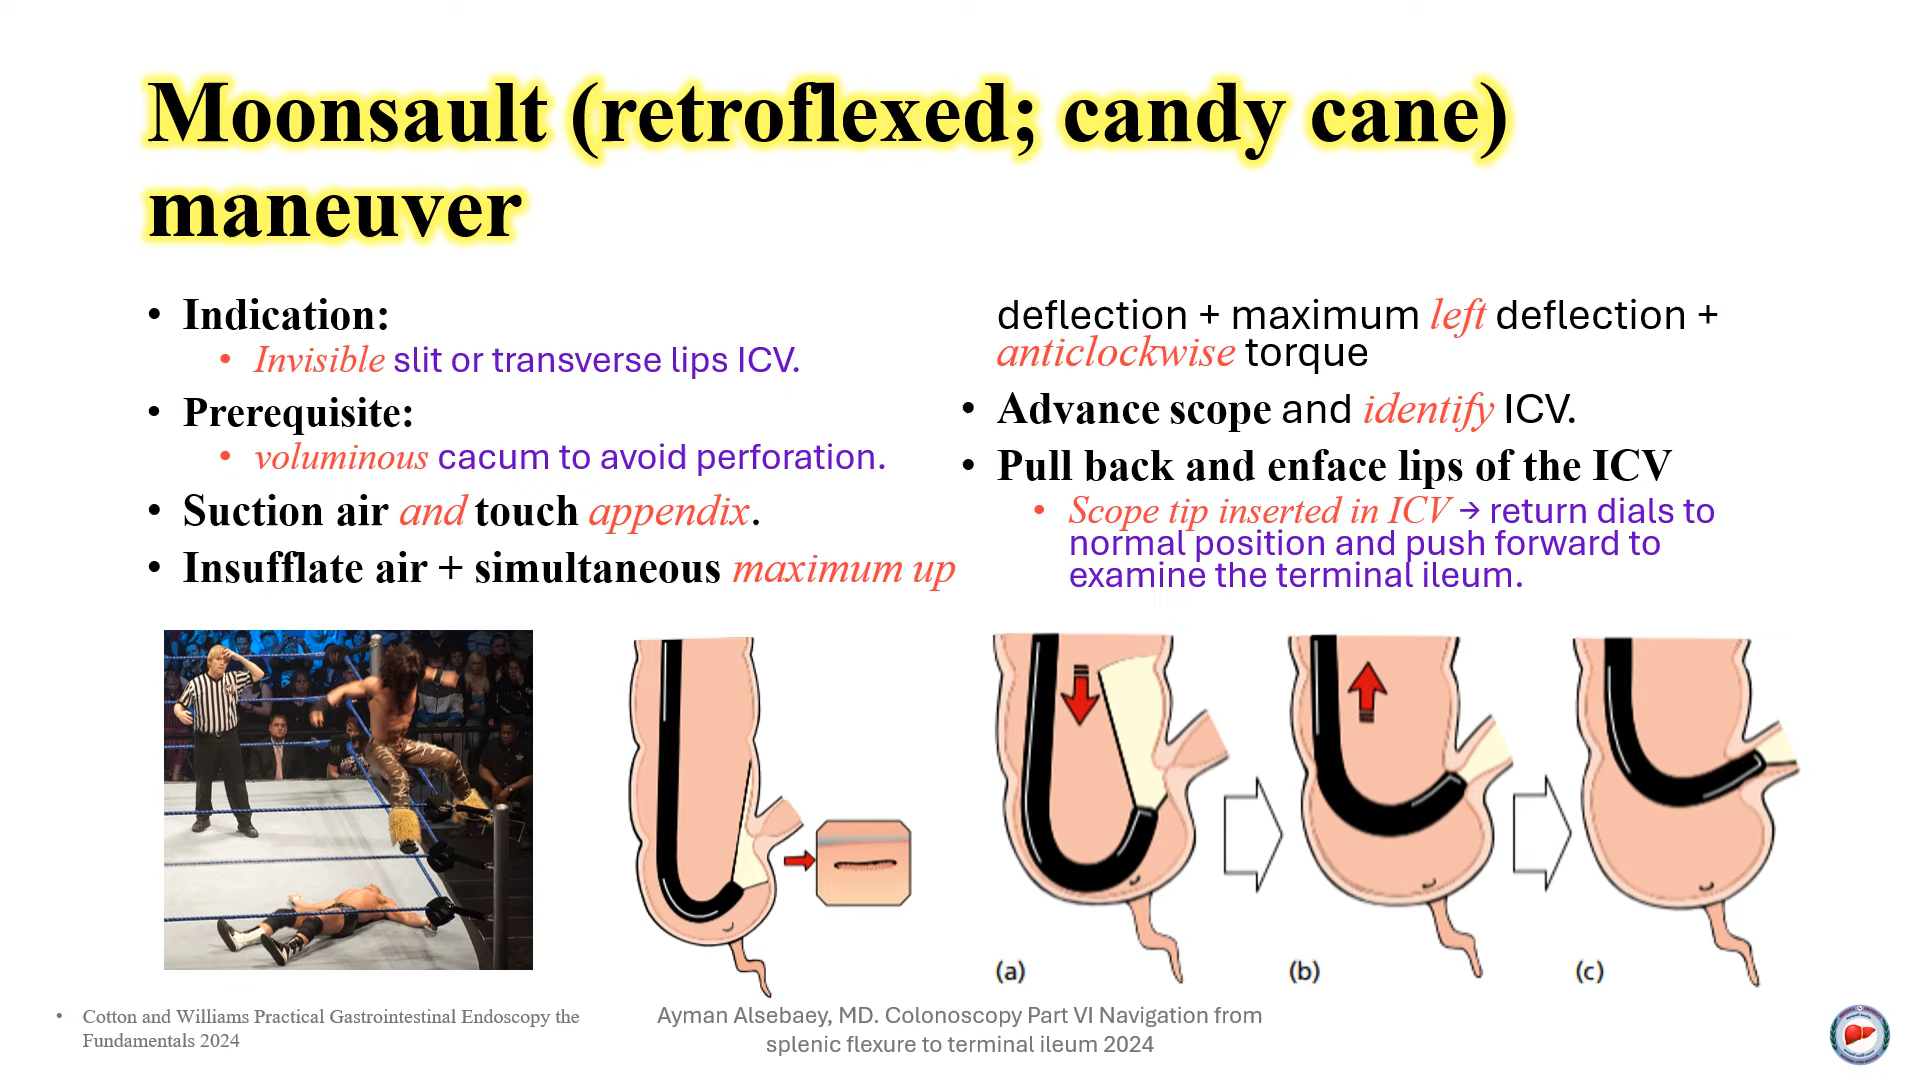 Moonsault (retroflexed; candy cane)
maneuver
• Indication:
• Invisible slit or transverse lips ICV.
• Prerequisite:
• voluminous cacum to avoid perforation.
• Suction air and touch appendix.
• Insufflate air + simultaneous maximum up
deflection + maximum left deflection +
anticlockwise torque
• Advance scope and identify ICV.
• Pull back and enface lips of the ICV
• Scope tip inserted in ICV → return dials to
normal position and push forward to
examine the terminal ileum.
(a)
(b)
(c)
• Cotton and Williams Practical Gastrointestinal Endoscopy the
Fundamentals 2024
Ayman Alsebaey, MD. Colonoscopy Part VI Navigation from
splenic flexure to terminal ileum 2024